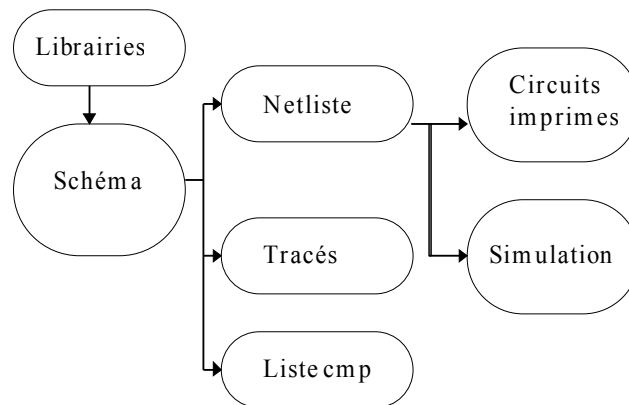 Librairies
Schéma
Netliste
Tracés
Liste cmp
Circuits
imprimes
Simulation